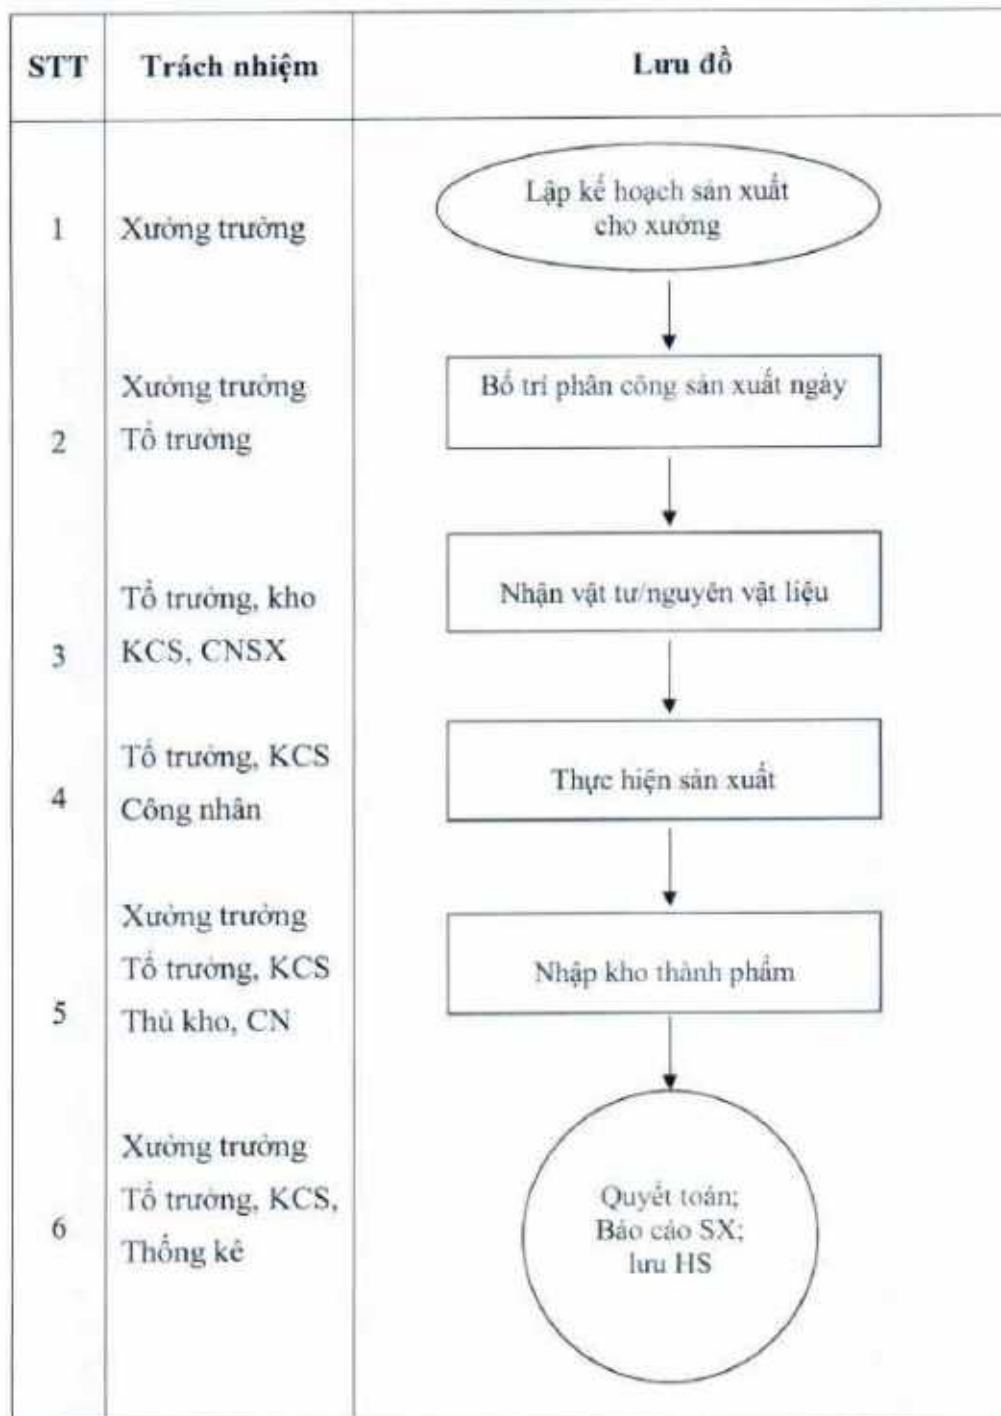 STT Trách nhiệm Lưu đồ
1 Xưởng trưởng
Lập kế hoạch sản xuất
cho xưởng
2
Xưởng trưởng
Tổ trưởng
Bố trí phân công sản xuất ngày
3
Tổ trưởng, kho
KCS, CNSX
Nhận vật tư/nguyên vật liệu
4
Tổ trưởng, KCS
Công nhân
Thực hiện sản xuất
5
Xưởng trưởng
Tổ trưởng, KCS
Thủ kho, CN
Nhập kho thành phẩm
6
Xưởng trưởng
Tổ trưởng, KCS,
Thống kê
Quyết toán;
Báo cáo SX;
lưu HS